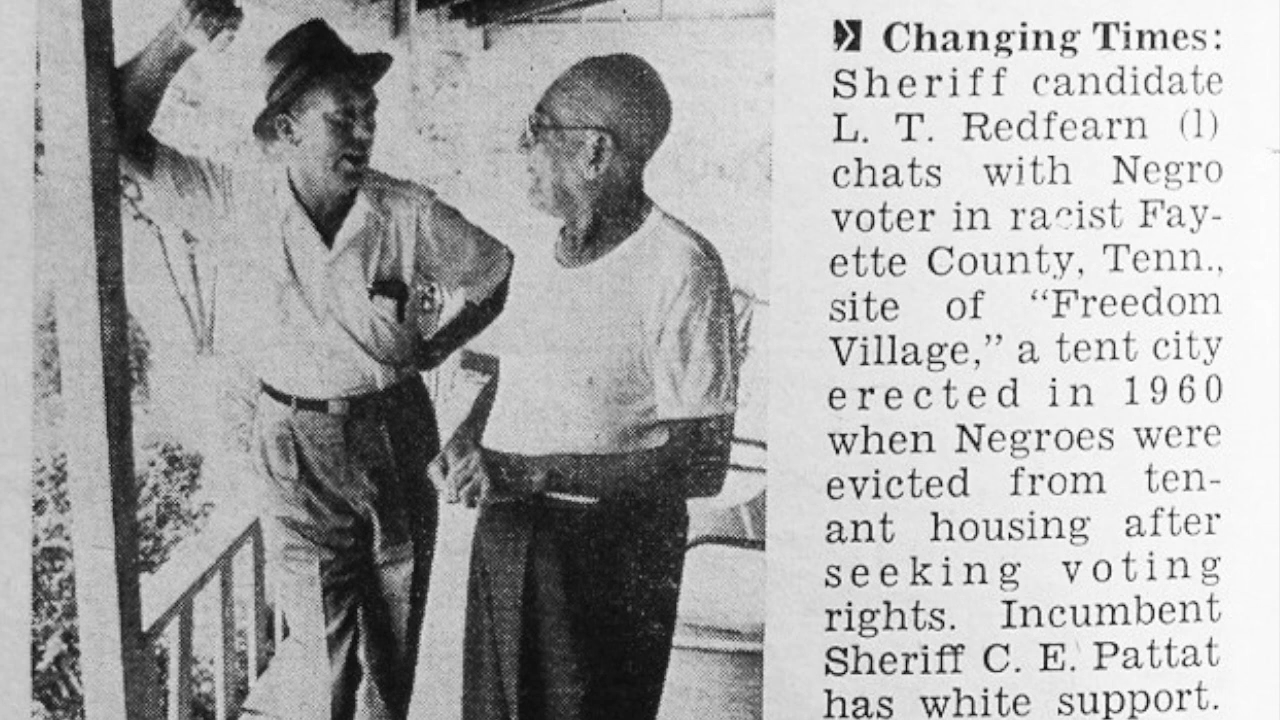 Changing Times:
Sheriff candidate
L. T. Redfearn (l)
chats with Negro
voter in racist Fay-
ette County, Tenn.,
site of “Freedom
Village,” a tent city
erected in 1960
when Negroes were
evicted from ten-
ant housing after
seeking voting
rights. Incumbent
Sheriff C. E. Pattat
has white support.